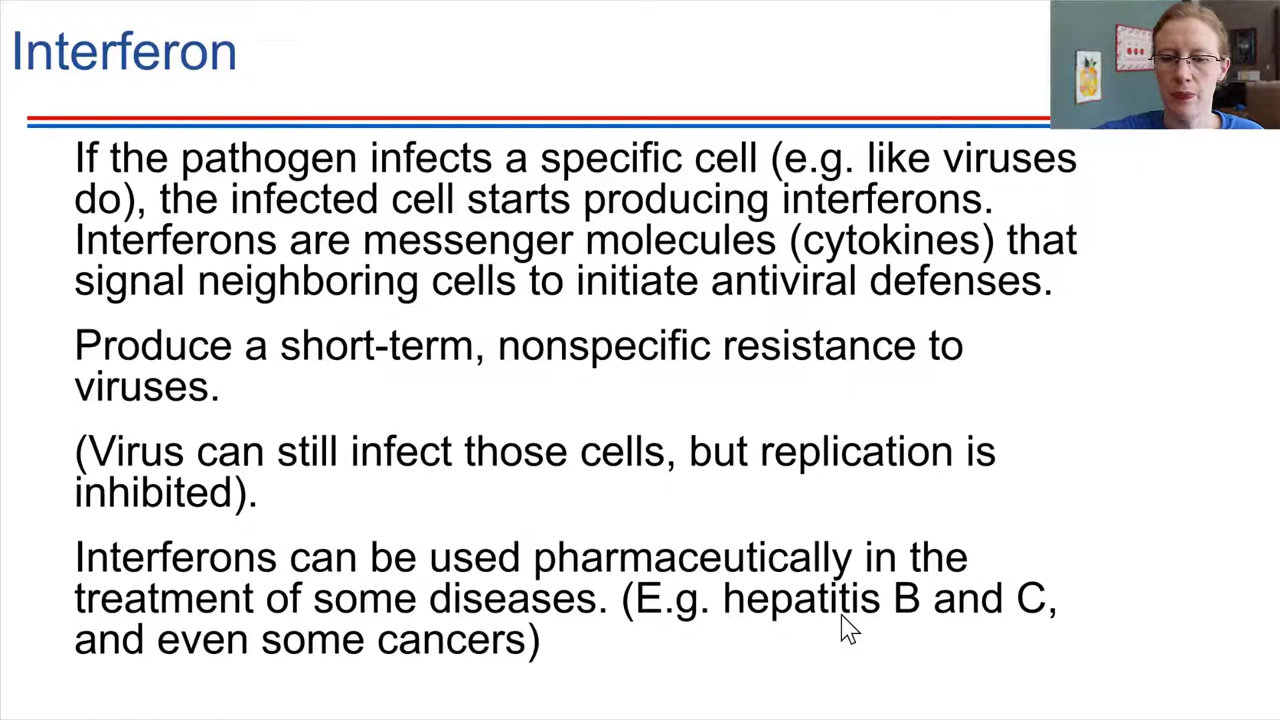 Interferon
If the pathogen infects a specific cell (e.g. like viruses
do), the infected cell starts producing interferons.
Interferons are messenger molecules (cytokines) that
signal neighboring cells to initiate antiviral defenses.
Produce a short-term, nonspecific resistance to
viruses.
(Virus can still infect those cells, but replication is
inhibited).
Interferons can be used pharmaceutically in the
treatment of some diseases. (E.g. hepatitis B and C,
and even some cancers)